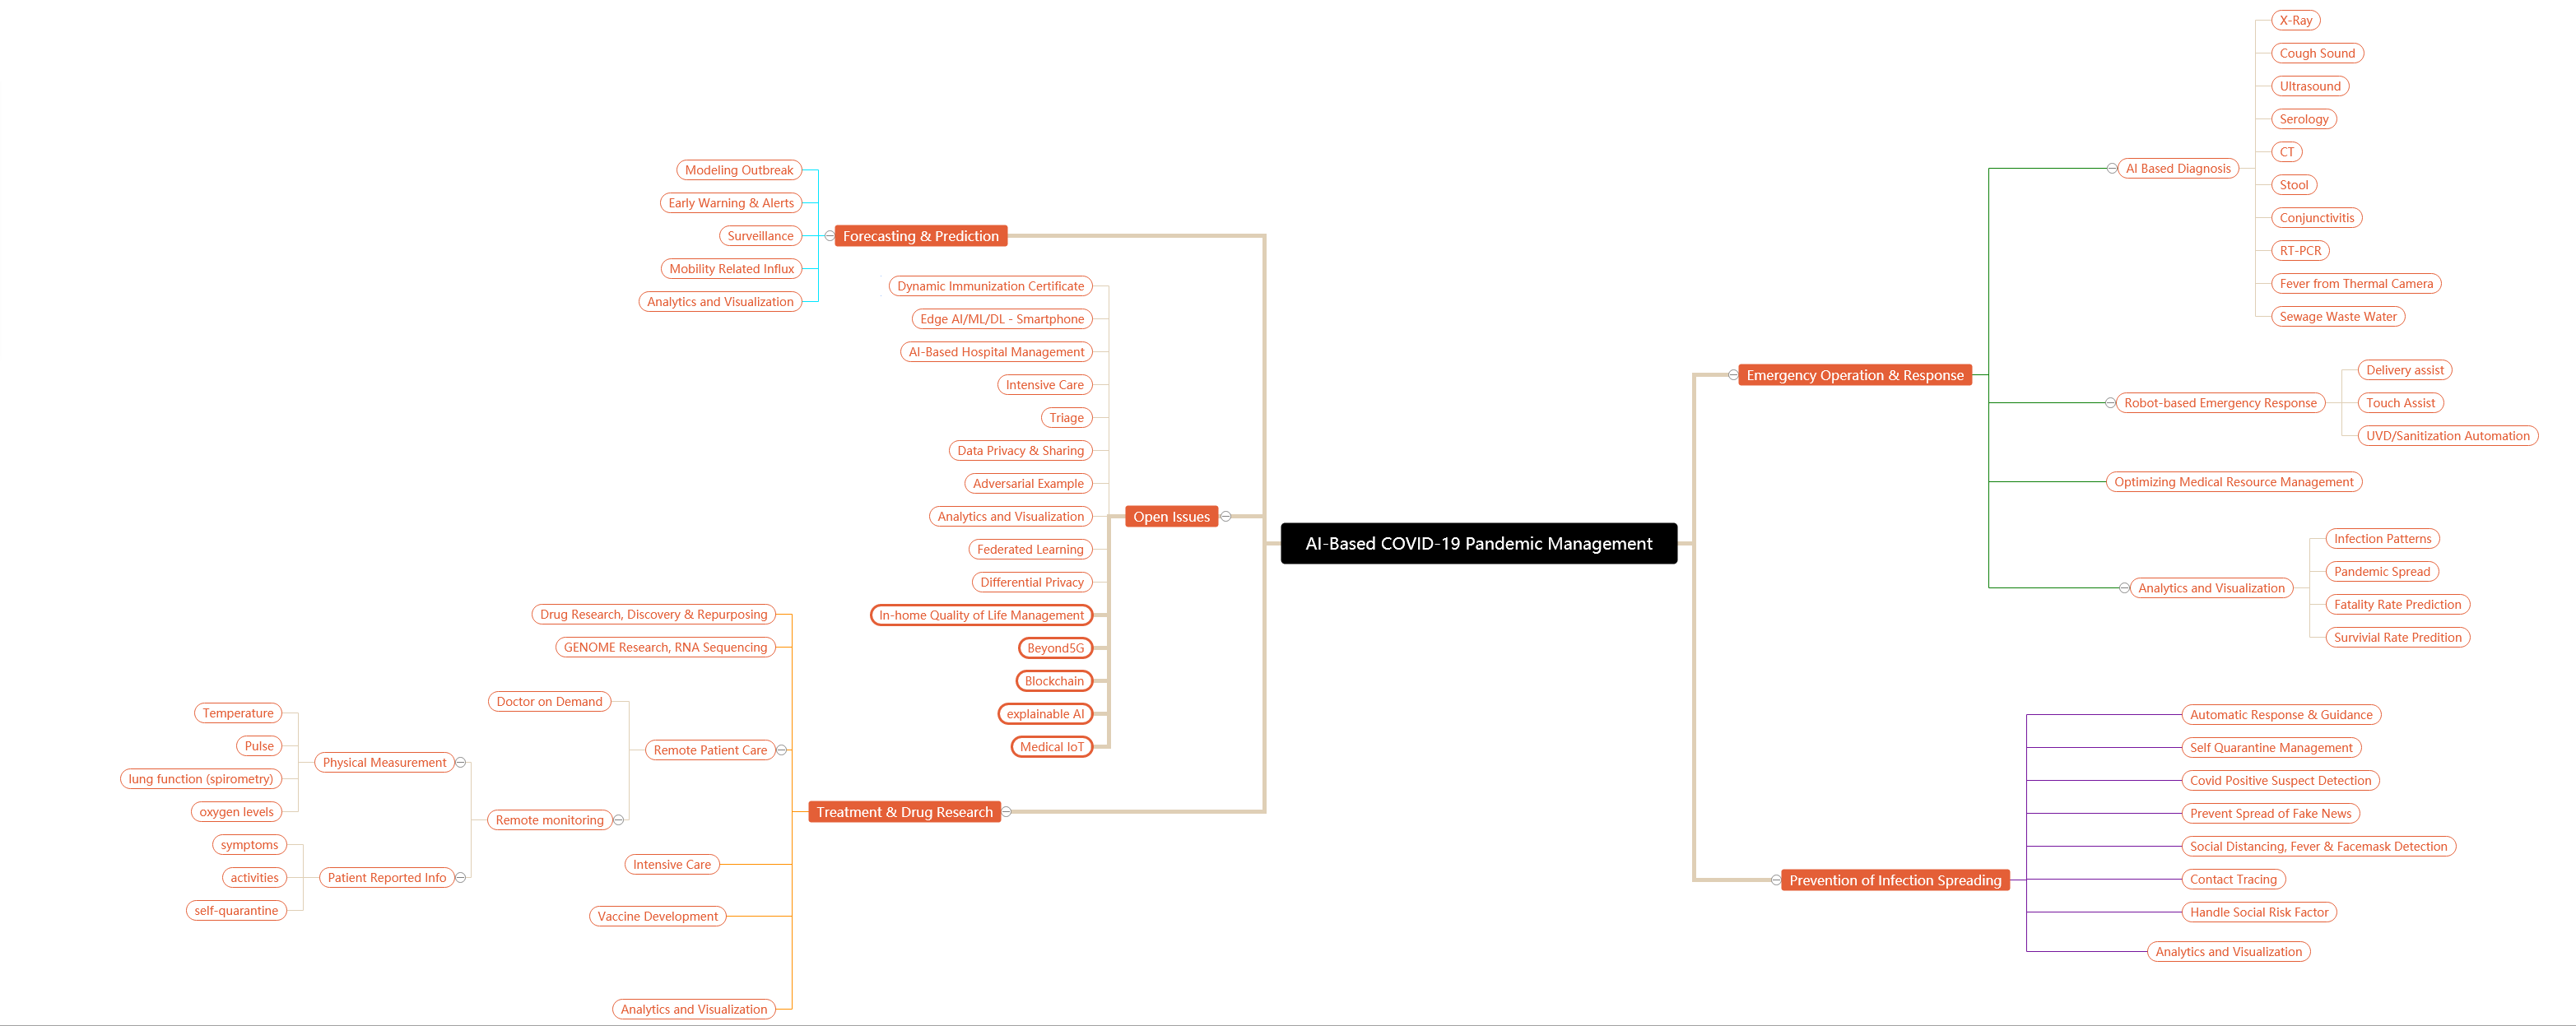 AI-Based COVID-19 Pandemic Management
Forecasting & Prediction
Modeling Outbreak
Early Warning & Alerts
Surveillance
Mobility Related Influx
Analytics and Visualization
Open Issues
Dynamic Immunization Certificate
Edge AI/ML/DL - Smartphone
AI-Based Hospital Management
Intensive Care
Triage
Data Privacy & Sharing
Adversarial Example
Analytics and Visualization
Federated Learning
Differential Privacy
In-home Quality of Life Management
Beyond5G
Blockchain
explainable AI
Medical IoT
Treatment & Drug Research
Drug Research, Discovery & Repurposing
GENOME Research, RNA Sequencing
Remote Patient Care
Doctor on Demand
Remote monitoring
Physical Measurement
Temperature
Pulse
lung function (spirometry)
oxygen levels
Patient Reported Info
symptoms
activities
self-quarantine
Intensive Care
Vaccine Development
Analytics and Visualization
Emergency Operation & Response
AI Based Diagnosis
X-Ray
Cough Sound
Ultrasound
Serology
CT
Stool
Conjunctivitis
RT-PCR
Fever from Thermal Camera
Sewage Waste Water
Robot-based Emergency Response
Delivery assist
Touch Assist
UVD/Sanitization Automation
Optimizing Medical Resource Management
Analytics and Visualization
Infection Patterns
Pandemic Spread
Fatality Rate Prediction
Survivial Rate Predition
Prevention of Infection Spreading
Automatic Response & Guidance
Self Quarantine Management
Covid Positive Suspect Detection
Prevent Spread of Fake News
Social Distancing, Fever & Facemask Detection
Contact Tracing
Handle Social Risk Factor
Analytics and Visualization